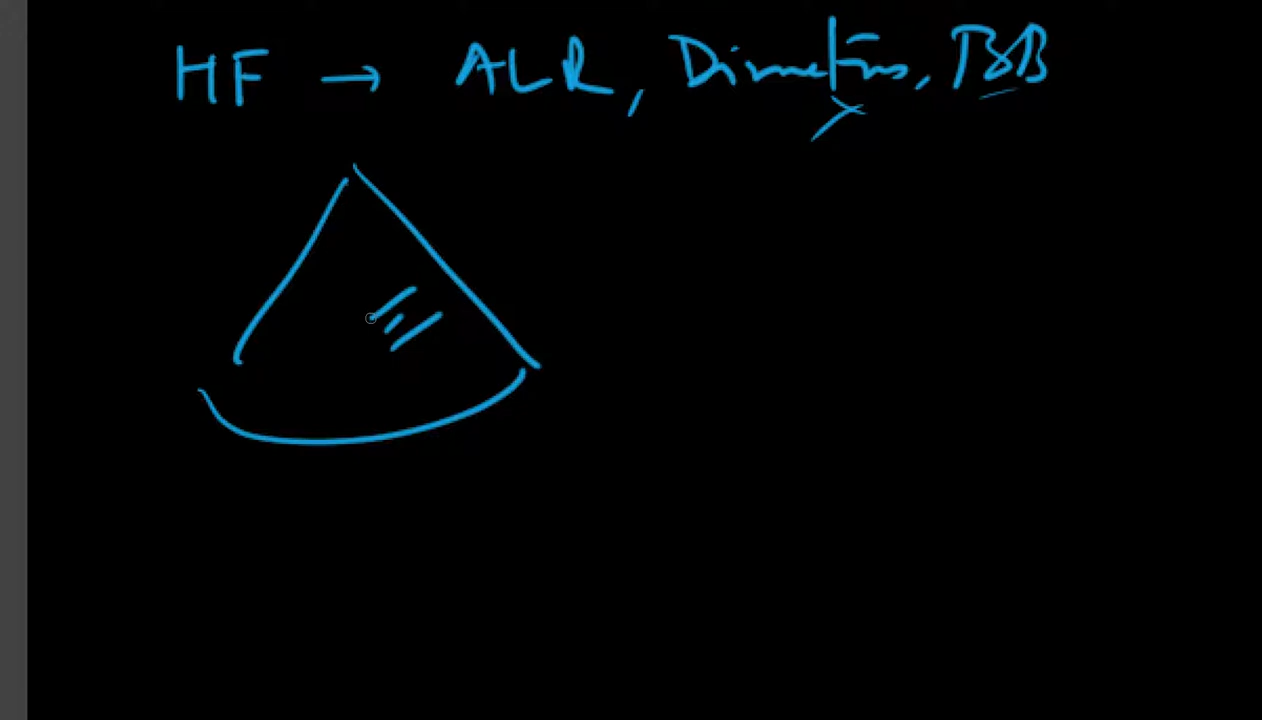 HF → ALR, Diuretics, BB